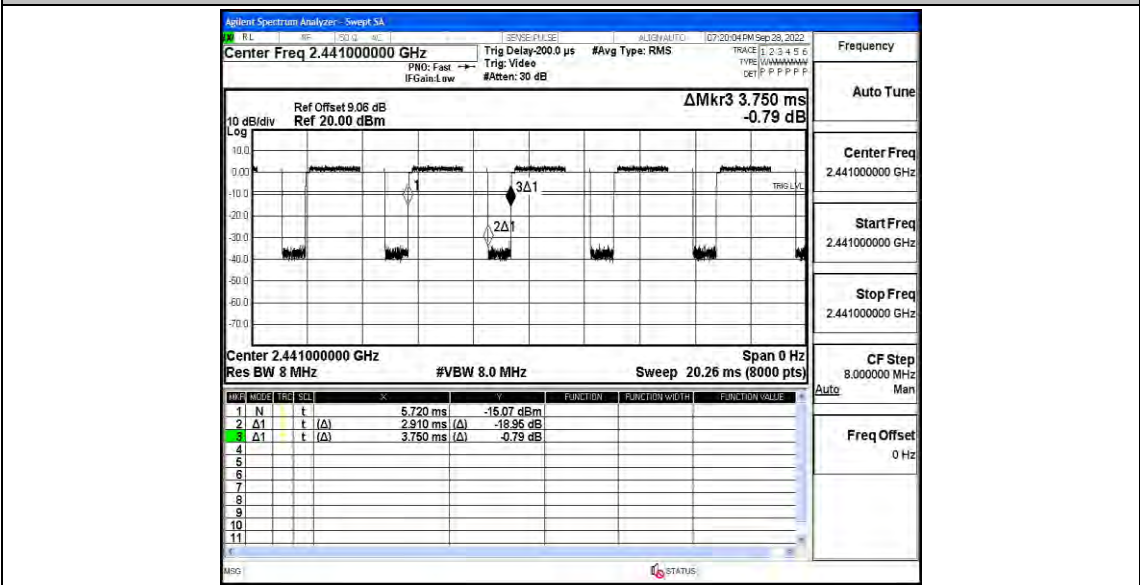 Agilent Spectrum Analyzer - Swept SA
RL RF 50 Ω AC SENSE:PULSE ALIGN AUTO 07:20:04 PM Sep 28, 2022
Center Freq 2.441000000 GHz
PNO: Fast
IFGain:Low
Trig Delay-200.0 µs
Trig: Video
#Atten: 30 dB
#Avg Type: RMS
TRACE 1 2 3 4 5 6
TYPE
DET P P P P P P
ΔMkr3 3.750 ms
-0.79 dB
Ref Offset 9.06 dB
10 dB/div Ref 20.00 dBm
Log
10.0
0.00
-10.0
-20.0
-30.0
-40.0
-50.0
-60.0
-70.0
1
2Δ1
3Δ1
TRIG LVL
Center 2.441000000 GHz Span 0 Hz
Res BW 8 MHz #VBW 8.0 MHz Sweep 20.26 ms (8000 pts)
MKR MODE TRC SCL X Y FUNCTION FUNCTION WIDTH FUNCTION VALUE
1 N t 5.720 ms -15.07 dBm
2 Δ1 t (Δ) 2.910 ms (Δ) -18.95 dB
3 Δ1 t (Δ) 3.750 ms (Δ) -0.79 dB
4
5
6
7
8
9
10
11
MSG STATUS
Frequency
Auto Tune
Center Freq
2.441000000 GHz
Start Freq
2.441000000 GHz
Stop Freq
2.441000000 GHz
CF Step
8.000000 MHz
Auto Man
Freq Offset
0 Hz